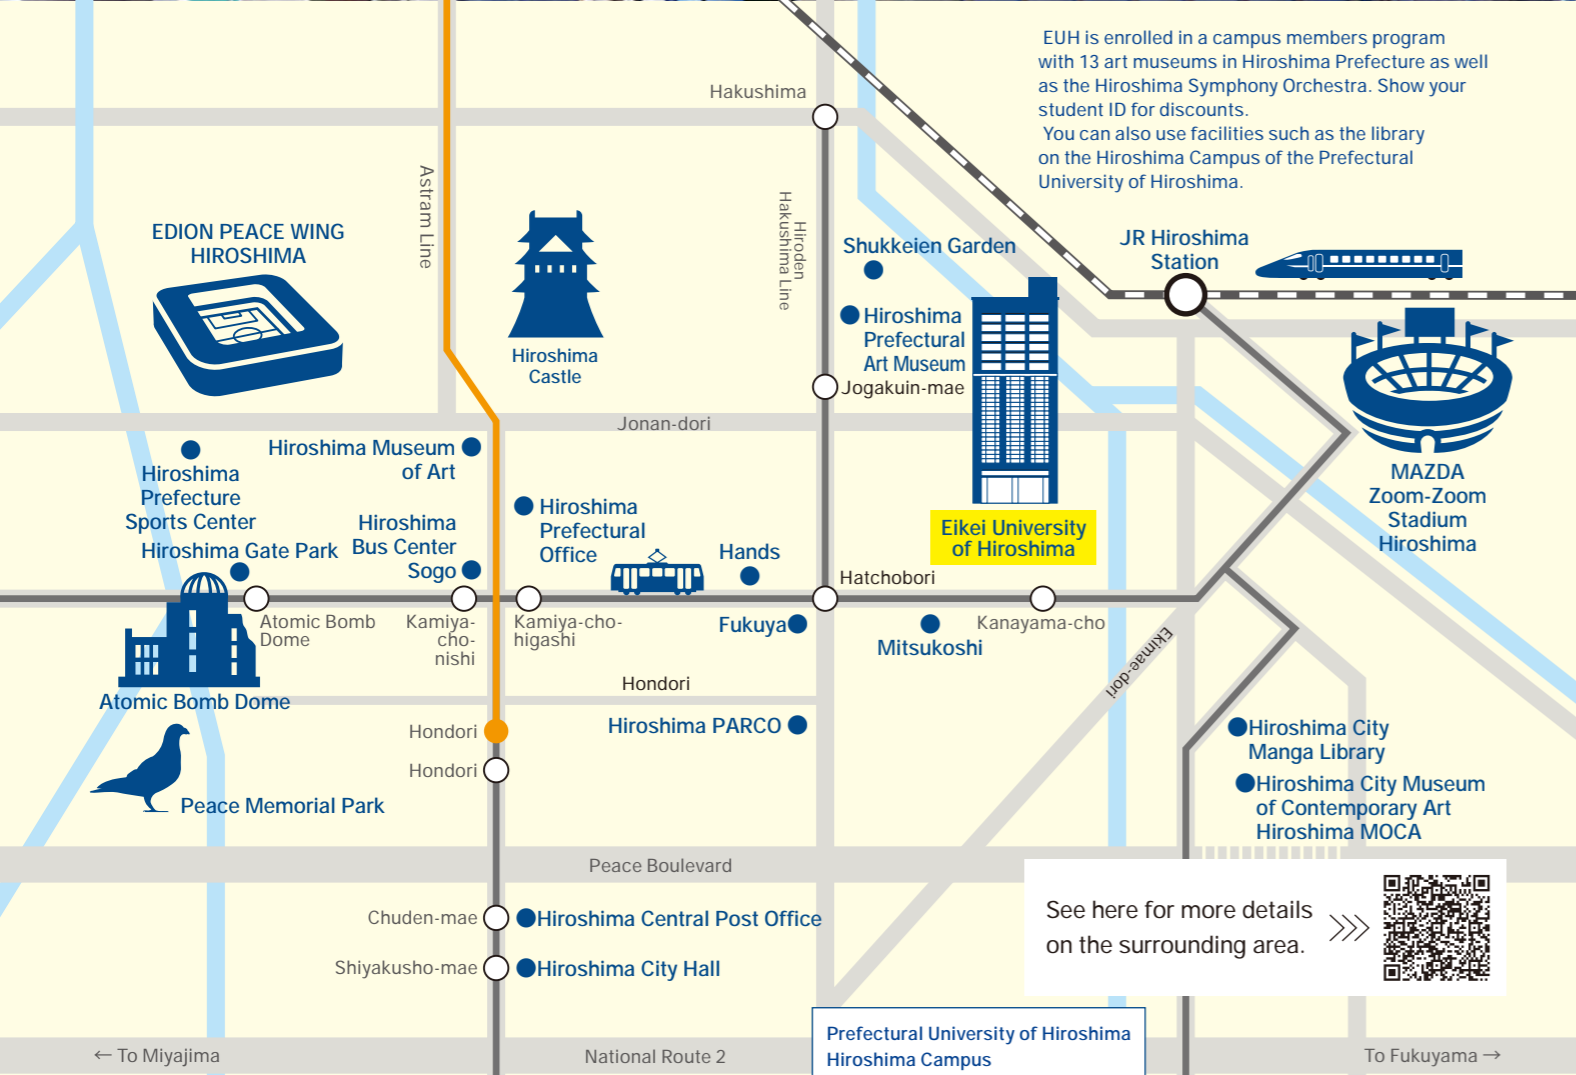 EUH is enrolled in a campus members program
with 13 art museums in Hiroshima Prefecture as well
as the Hiroshima Symphony Orchestra. Show your
student ID for discounts.
You can also use facilities such as the library
on the Hiroshima Campus of the Prefectural
University of Hiroshima.
Hakushima
Astram Line
Hiroden
Hakushima Line
EDION PEACE WING
HIROSHIMA
Hiroshima
Castle
Shukkeien Garden
JR Hiroshima
Station
Hiroshima
Prefectural
Art Museum
Jogakuin-mae
Jonan-dori
Hiroshima Museum
of Art
Hiroshima
Prefecture
Sports Center
Hiroshima Gate Park
Hiroshima
Bus Center
Sogo
Hiroshima
Prefectural
Office
Hands
Hatchobori
Eikei University
of Hiroshima
MAZDA
Zoom-Zoom
Stadium
Hiroshima
Atomic Bomb
Dome
Kamiya-
cho-
nishi
Kamiya-cho-
higashi
Fukuya
Mitsukoshi
Kanayama-cho
Ekimae-dori
Atomic Bomb Dome
Hondori
Hiroshima PARCO
Hondori
Hondori
Peace Memorial Park
Hiroshima City
Manga Library
Hiroshima City Museum
of Contemporary Art
Hiroshima MOCA
Peace Boulevard
Chuden-mae
Hiroshima Central Post Office
Shiyakusho-mae
Hiroshima City Hall
See here for more details
on the surrounding area.
Prefectural University of Hiroshima
Hiroshima Campus
← To Miyajima
National Route 2
To Fukuyama →